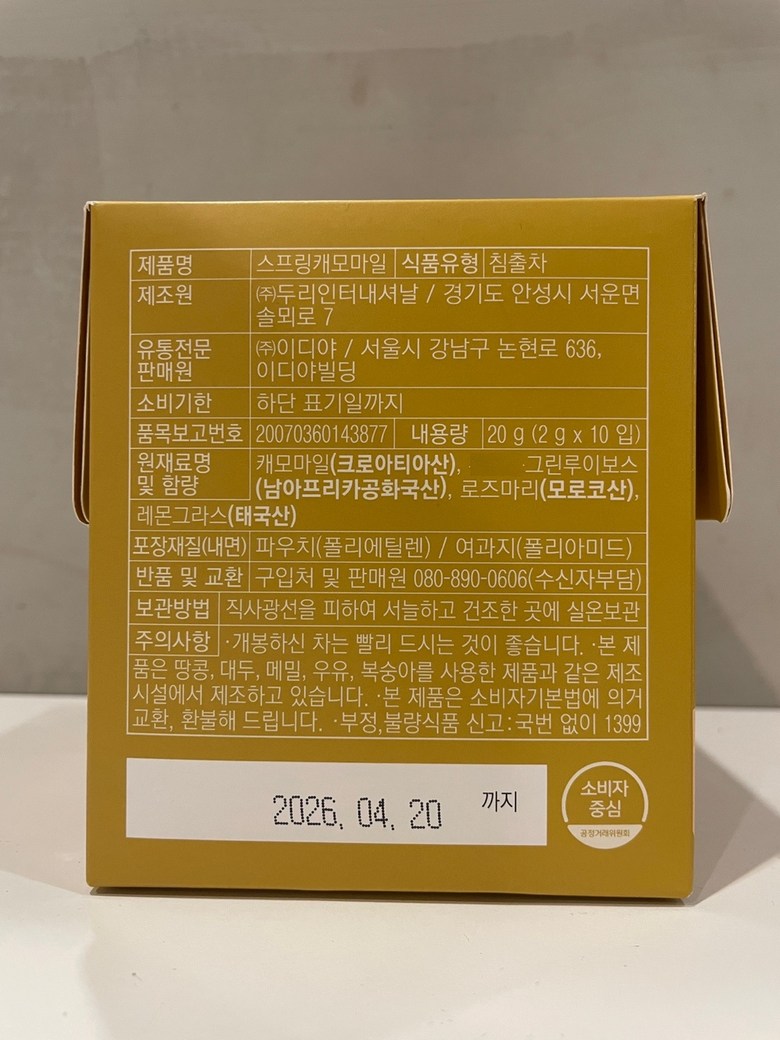 제품명 스프링캐모마일 식품유형 침출차
제조원 ㈜두리인터내셔날 / 경기도 안성시 서운면
솔뫼로 7
유통전문 ㈜이디야 / 서울시 강남구 논현로 636,
판매원 이디야빌딩
소비기한 하단 표기일까지
품목보고번호 20070360143877 내용량 20 g (2 g x 10 입)
원재료명 캐모마일(크로아티아산), ·그린루이보스
및 함량 (남아프리카공화국산), 로즈마리(모로코산),
레몬그라스(태국산)
포장재질(내면) 파우치(폴리에틸렌) / 여과지(폴리아미드)
반품 및 교환 구입처 및 판매원 080-890-0606(수신자부담)
보관방법 직사광선을 피하여 서늘하고 건조한 곳에 실온보관
주의사항 ·개봉하신 차는 빨리 드시는 것이 좋습니다. ·본 제
품은 땅콩, 대두, 메밀, 우유, 복숭아를 사용한 제품과 같은 제조
시설에서 제조하고 있습니다. ·본 제품은 소비자기본법에 의거
교환, 환불해 드립니다. ·부정,불량식품 신고:국번 없이 1399
2026. 04. 20 까지
소비자
중심
공정거래위원회